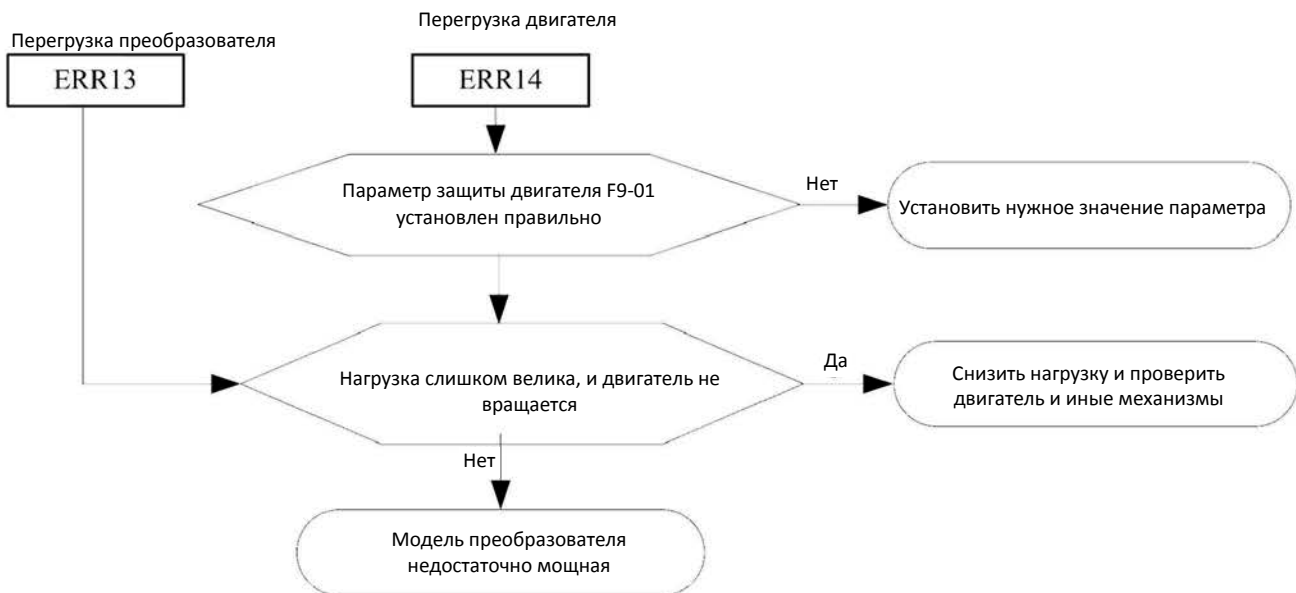 Перегрузка двигателя
Перегрузка преобразователя
ERR13
ERR14
Параметр защиты двигателя F9-01
установлен правильно
Нет
Установить нужное значение параметра
Нагрузка слишком велика, и двигатель не
вращается
Да
Снизить нагрузку и проверить
двигатель и иные механизмы
Нет
Модель преобразователя
недостаточно мощная